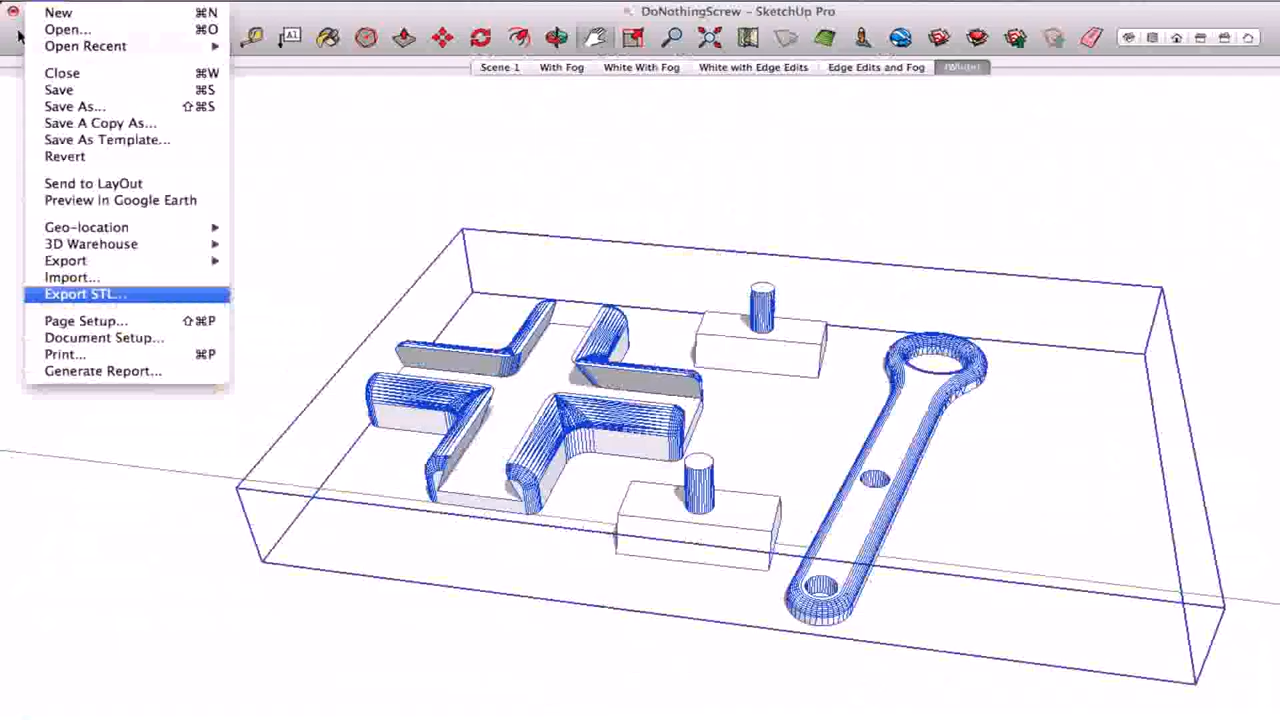 DoNothingScrew - SketchUp Pro
New ⌘N
Open... ⌘O
Open Recent
Close ⌘W
Save ⌘S
Save As... ⇧⌘S
Save A Copy As...
Save As Template...
Revert
Send to LayOut
Preview in Google Earth
Geo-location
3D Warehouse
Export
Import...
Export STL...
Page Setup... ⇧⌘P
Document Setup...
Print... ⌘P
Generate Report...
A1
Scene 1 With Fog White With Fog White with Edge Edits Edge Edits and Fog